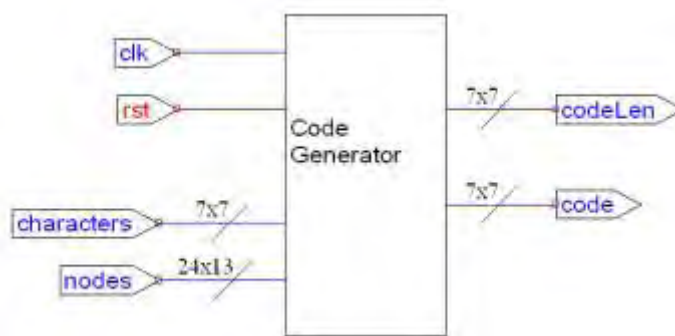 clk
rst
Code
Generator
7x7
codeLen
7x7
code
characters
7x7
nodes
24x13